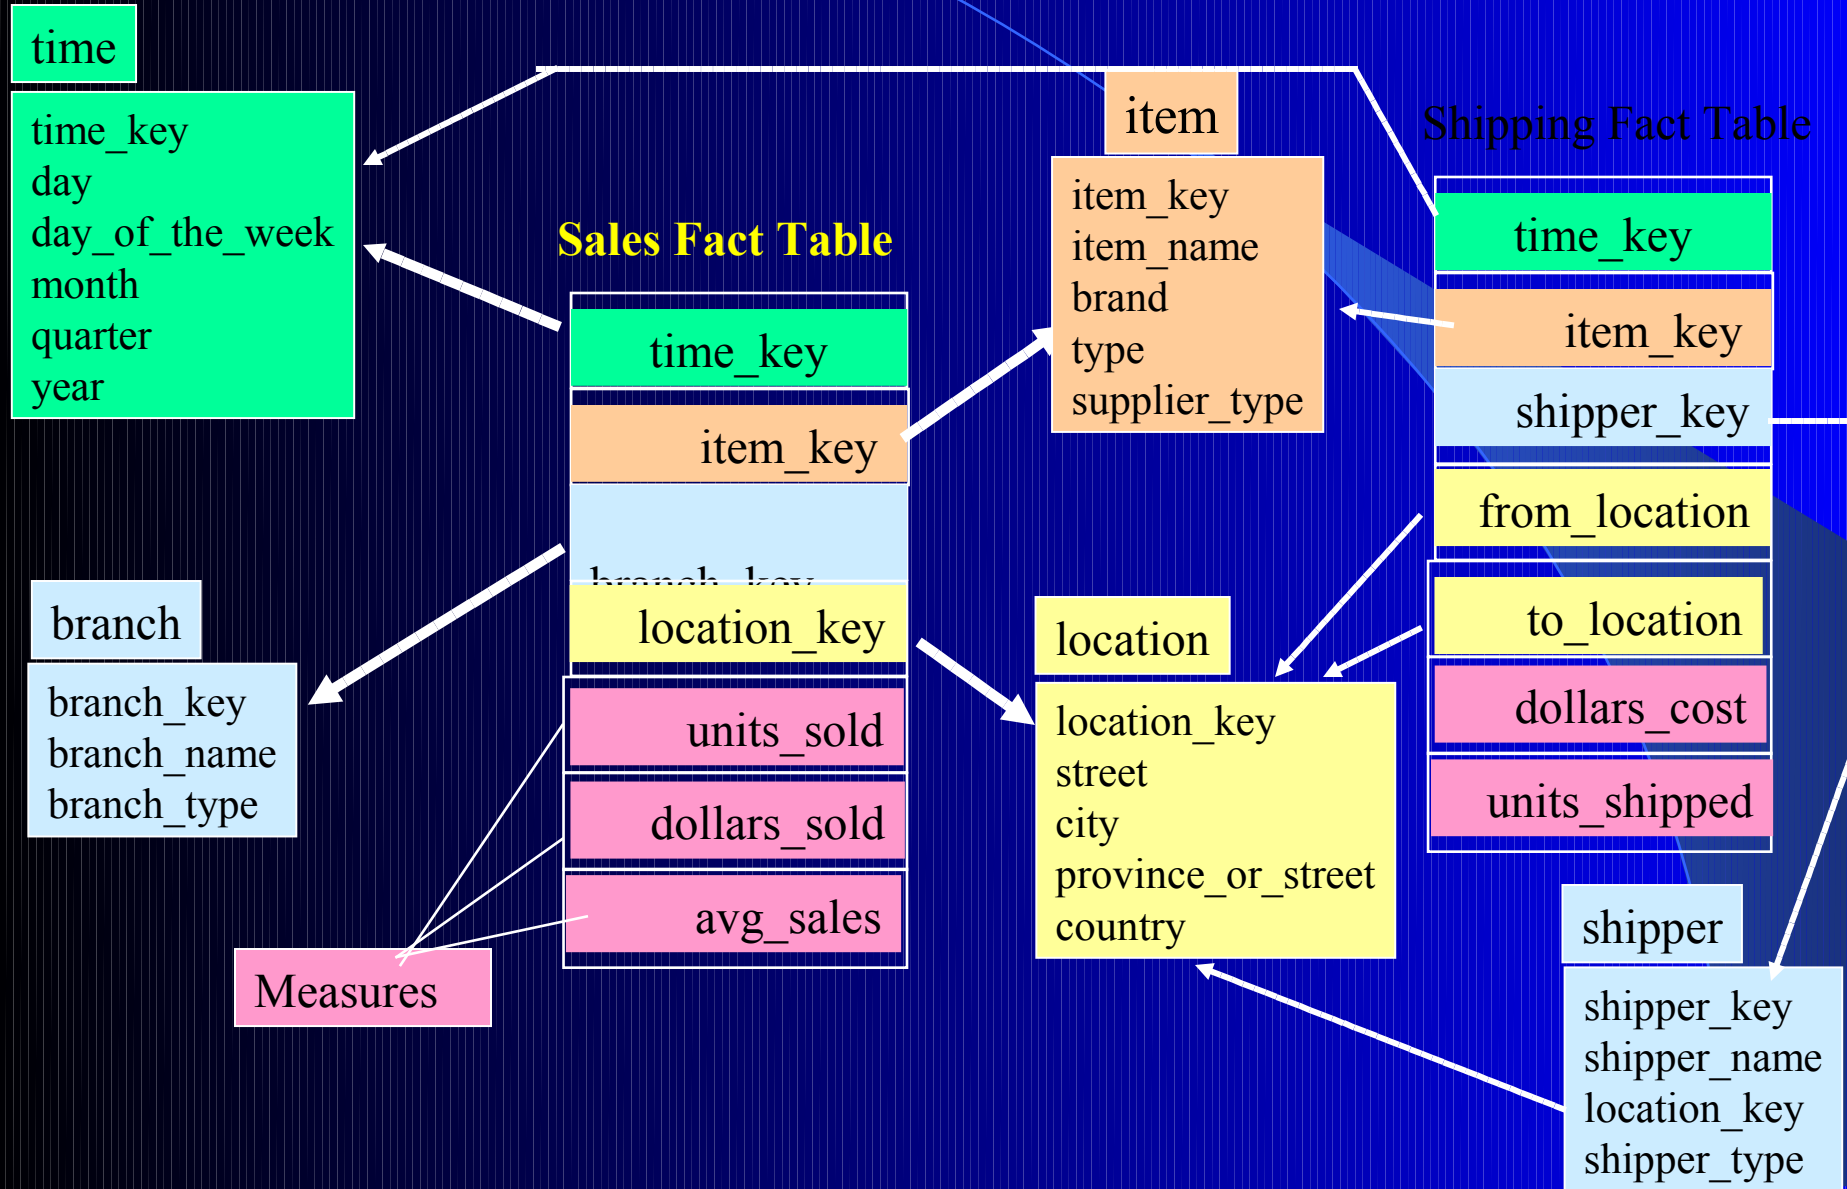 time
time_key
day
day_of_the_week
month
quarter
year
Sales Fact Table
time_key
item_key
branch_key
location_key
units_sold
dollars_sold
avg_sales
Measures
branch
branch_key
branch_name
branch_type
item
item_key
item_name
brand
type
supplier_type
location
location_key
street
city
province_or_street
country
Shipping Fact Table
time_key
item_key
shipper_key
from_location
to_location
dollars_cost
units_shipped
shipper
shipper_key
shipper_name
location_key
shipper_type